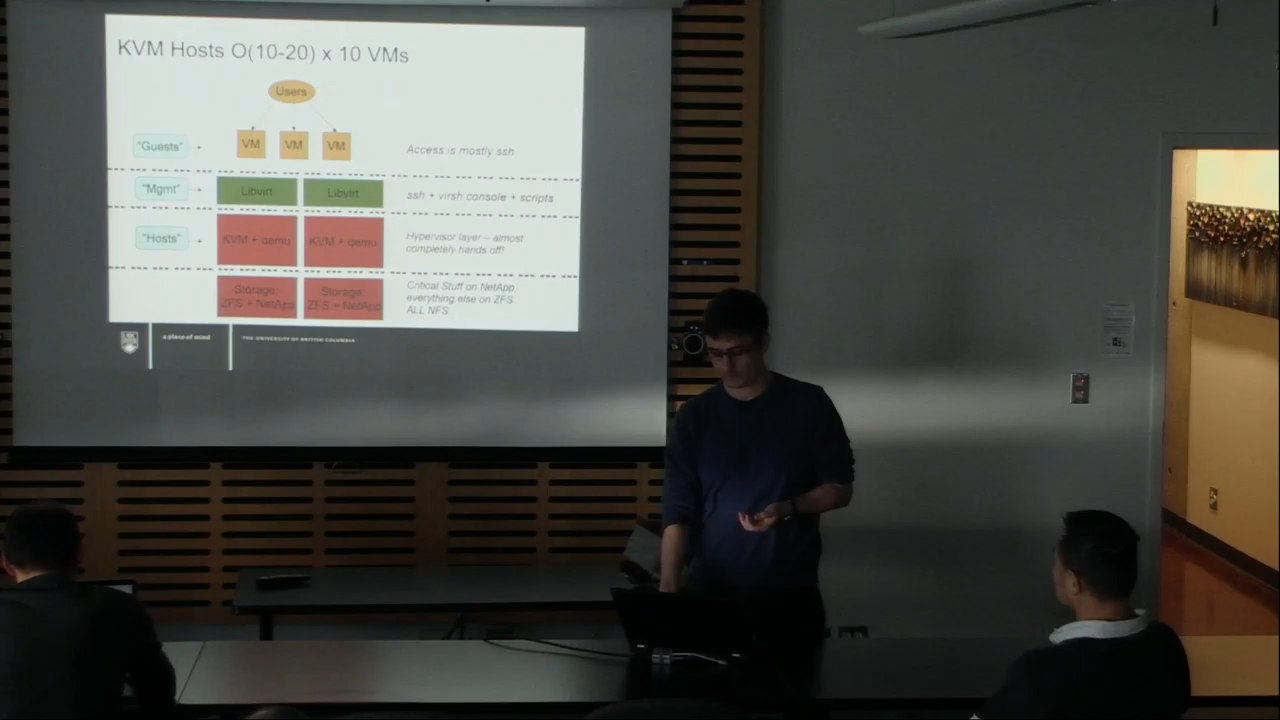 KVM Hosts O(10-20) x 10 VMs
Users
"Guests"
VM VM VM
Access is mostly ssh
"Mgmt"
Libvirt Libvirt
ssh + virsh console + scripts
"Hosts"
KVM + qemu KVM + qemu
Hypervisor layer – almost
completely hands off!
Storage: Storage:
ZFS + NetApp ZFS + NetApp
Critical Stuff on NetApp,
everything else on ZFS.
ALL NFS.
a place of mind
THE UNIVERSITY OF BRITISH COLUMBIA